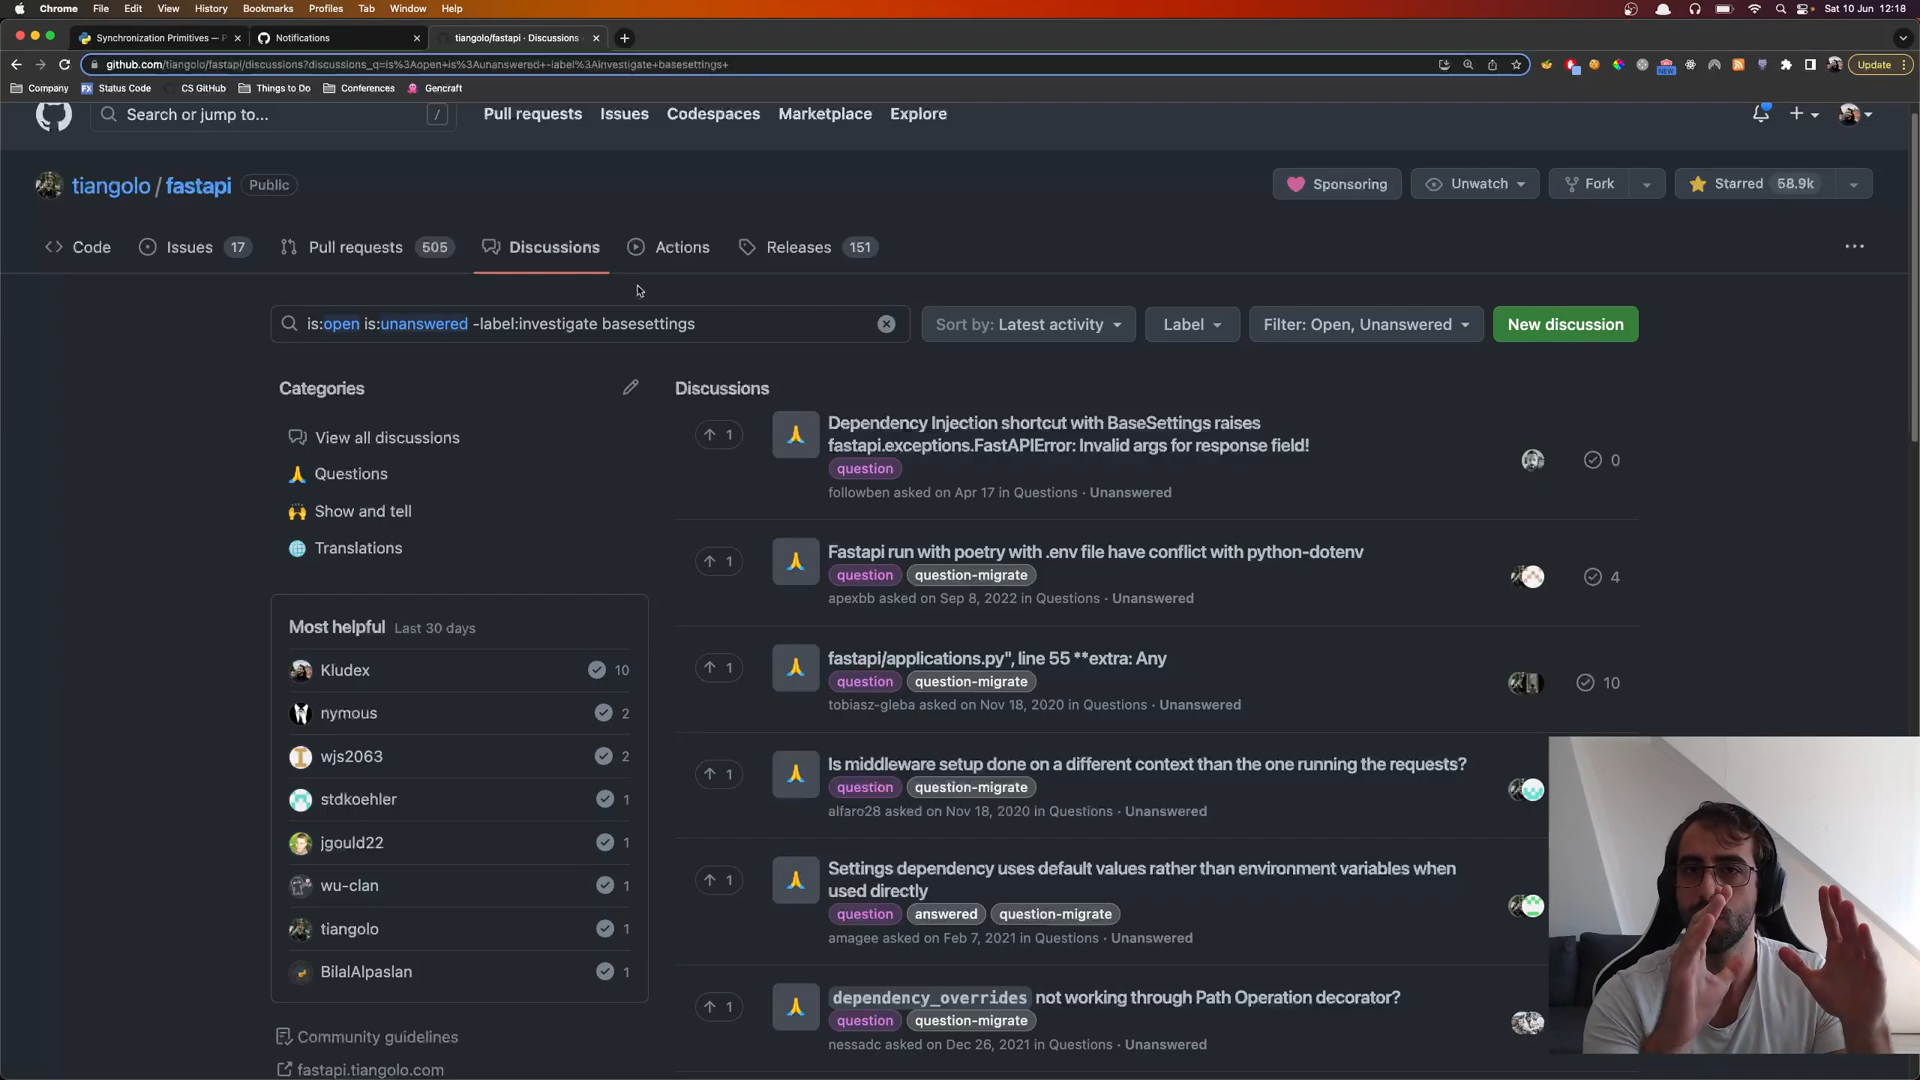 Chrome File Edit View History Bookmarks Profiles Tab Window Help Sat 10 Jun 12:18
Synchronization Primitives — P Notifications tiangolo/fastapi · Discussions
github.com/tiangolo/fastapi/discussions?discussions_q=is%3Aopen+is%3Aunanswered+-label%3Ainvestigate+basesettings+ NEW Update
Company FX Status Code CS GitHub Things to Do Conferences Gencraft
Search or jump to... / Pull requests Issues Codespaces Marketplace Explore
tiangolo / fastapi Public Sponsoring Unwatch Fork Starred 58.9k
Code Issues 17 Pull requests 505 Discussions Actions Releases 151
is:open is:unanswered -label:investigate basesettings Sort by: Latest activity Label Filter: Open, Unanswered New discussion
Categories
View all discussions
Questions
Show and tell
Translations
Most helpful Last 30 days
Kludex 10
nymous 2
wjs2063 2
stdkoehler 1
jgould22 1
wu-clan 1
tiangolo 1
BilalAlpaslan 1
Community guidelines
fastapi.tiangolo.com
Discussions
1 Dependency Injection shortcut with BaseSettings raises
fastapi.exceptions.FastAPIError: Invalid args for response field!
question 0
followben asked on Apr 17 in Questions · Unanswered
1 Fastapi run with poetry with .env file have conflict with python-dotenv
question question-migrate 4
apexbb asked on Sep 8, 2022 in Questions · Unanswered
1 fastapi/applications.py", line 55 **extra: Any
question question-migrate 10
tobiasz-gleba asked on Nov 18, 2020 in Questions · Unanswered
1 Is middleware setup done on a different context than the one running the requests?
question question-migrate
alfaro28 asked on Nov 18, 2020 in Questions · Unanswered
1 Settings dependency uses default values rather than environment variables when
used directly
question answered question-migrate
amagee asked on Feb 7, 2021 in Questions · Unanswered
1 dependency_overrides not working through Path Operation decorator?
question question-migrate
nessadc asked on Dec 26, 2021 in Questions · Unanswered